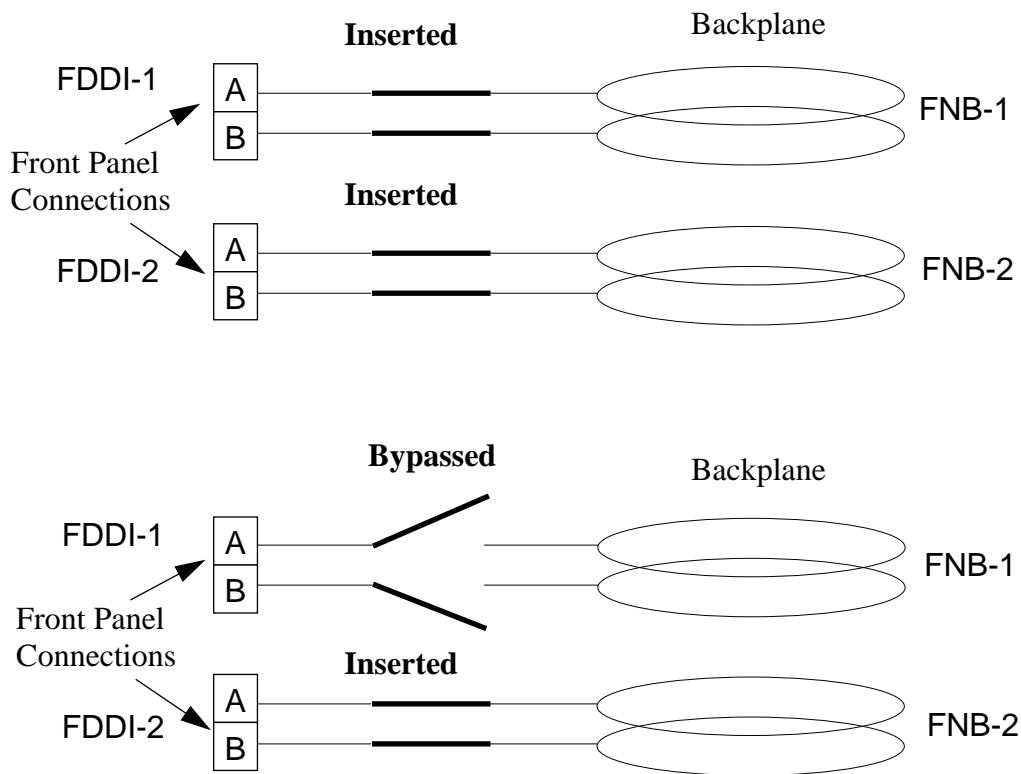 Inserted
Backplane
FDDI-1
A
B
FNB-1
Front Panel
Connections
Inserted
FDDI-2
A
B
FNB-2
Bypassed
Backplane
FDDI-1
A
B
FNB-1
Front Panel
Connections
Inserted
FDDI-2
A
B
FNB-2